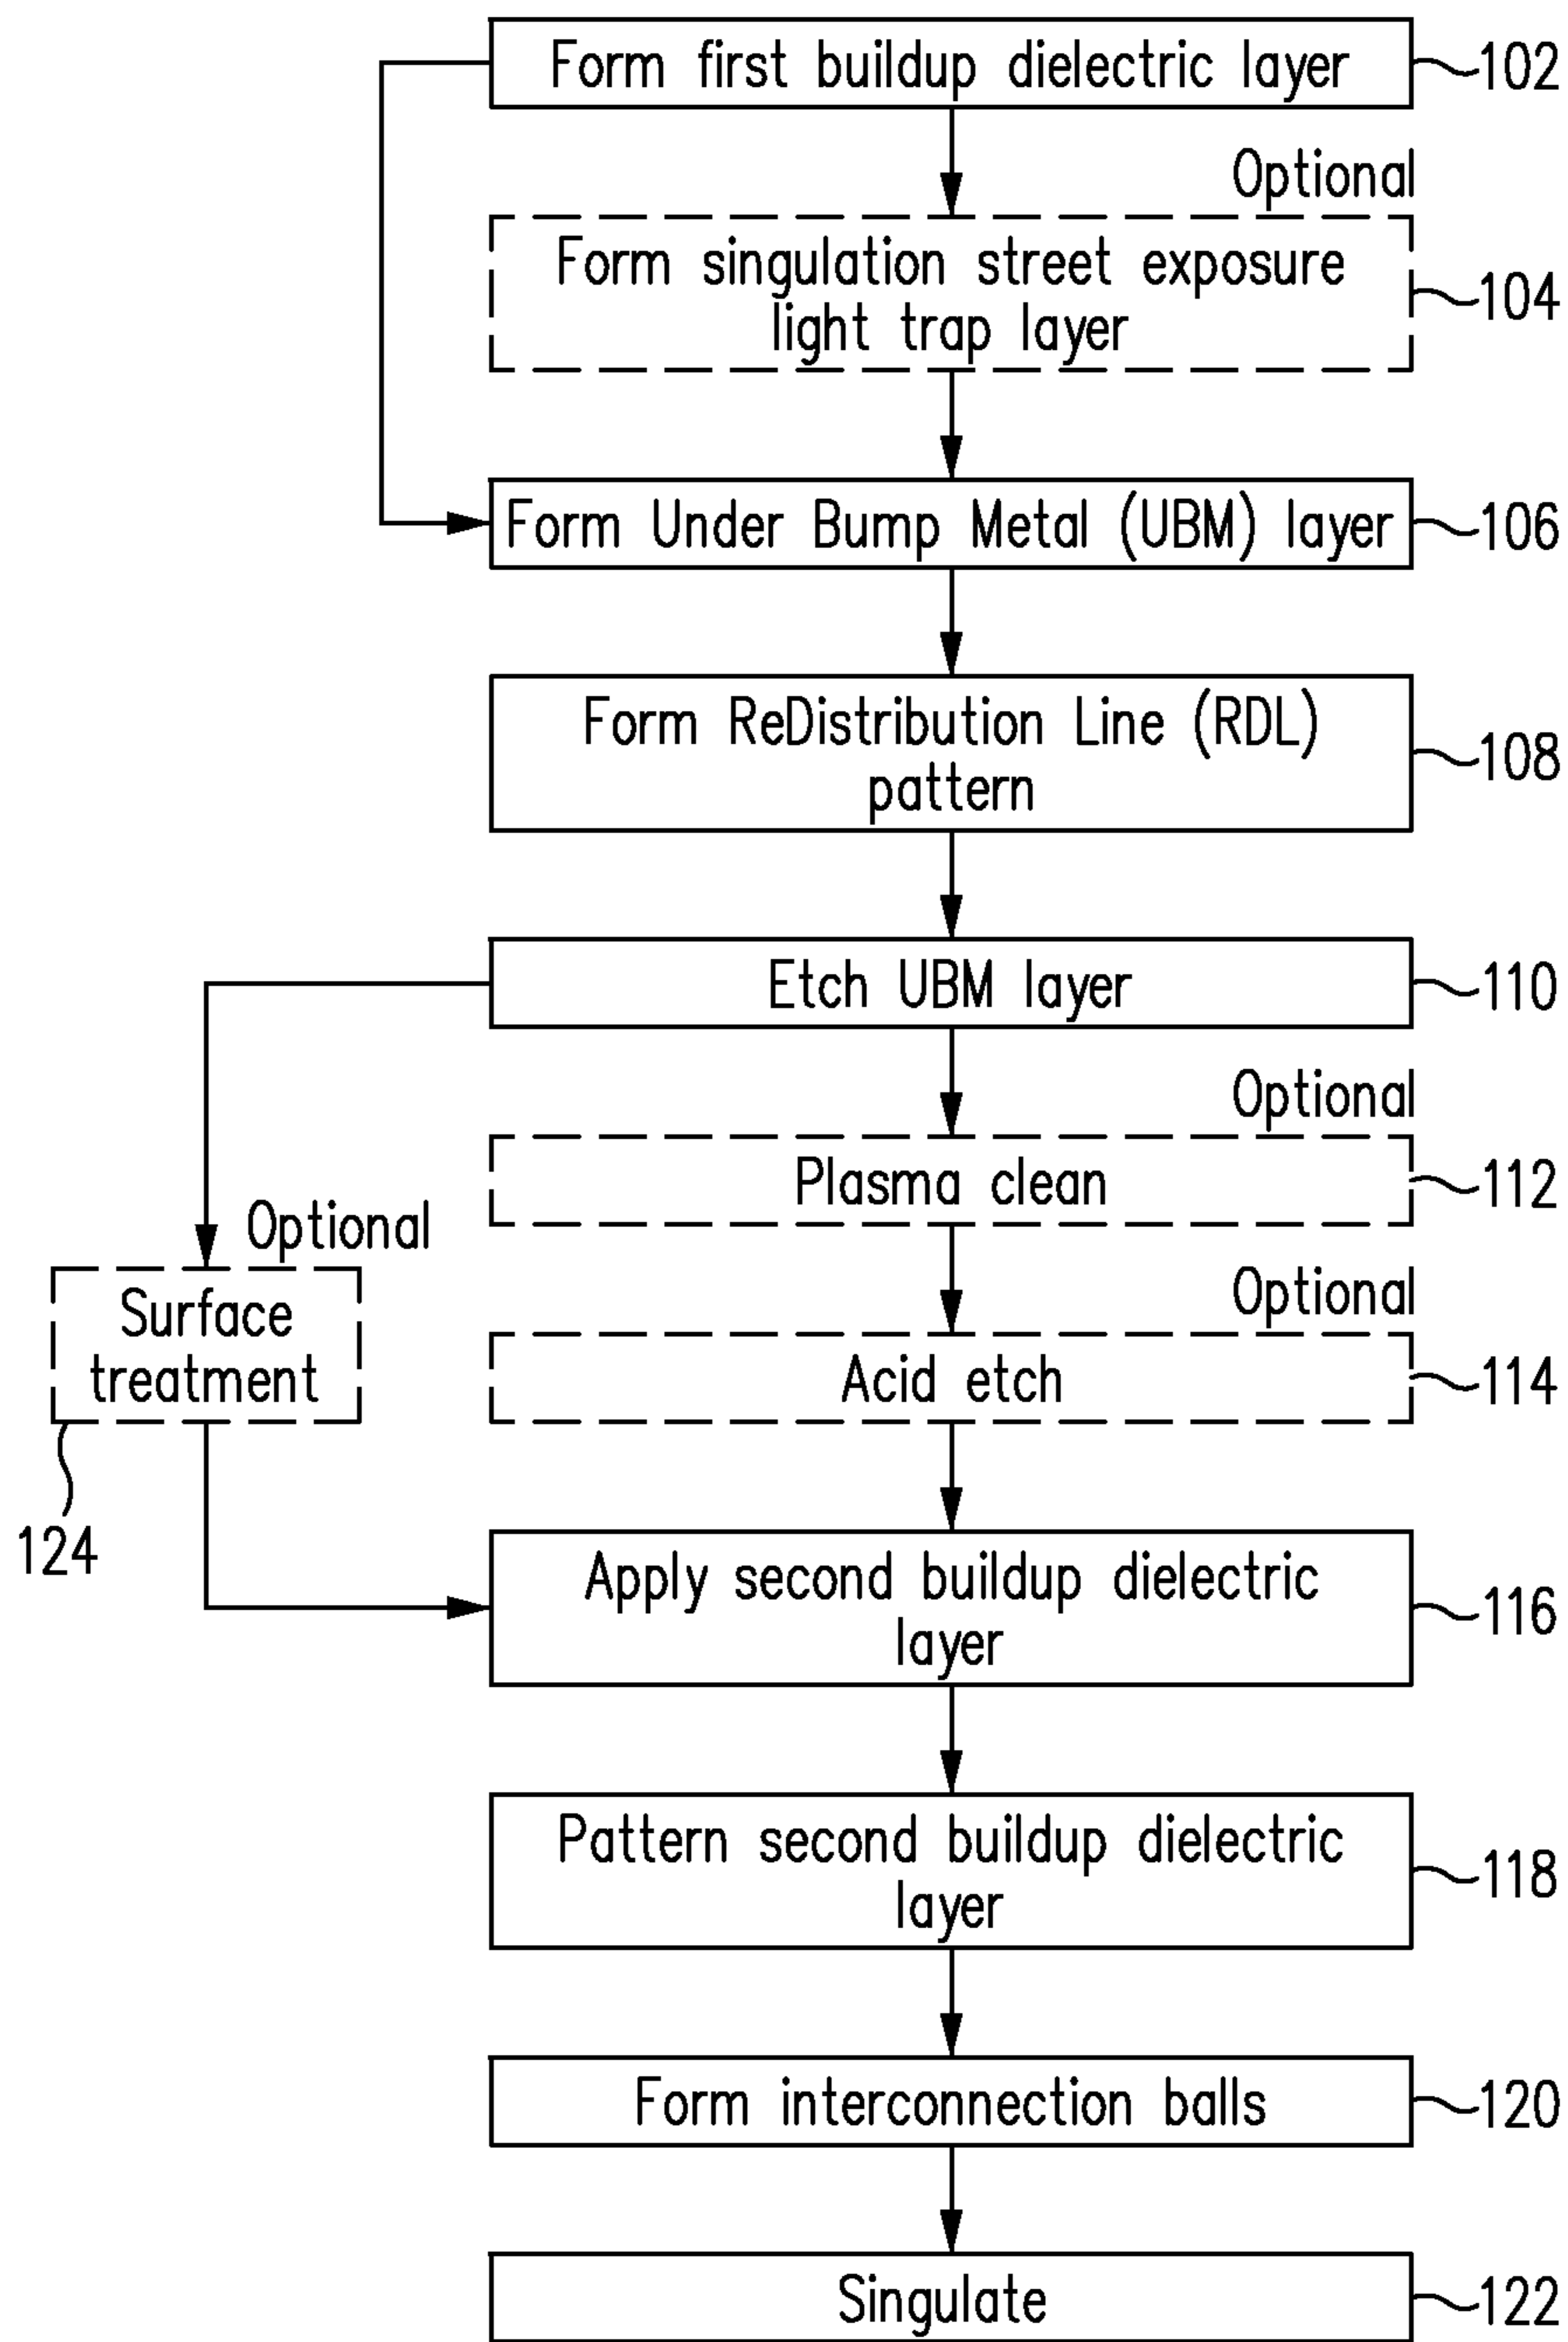 Form first buildup dielectric layer
102
Optional
Form singulation street exposure
light trap layer
104
Form Under Bump Metal (UBM) layer
106
Form ReDistribution Line (RDL)
pattern
108
Etch UBM layer
110
Optional
Plasma clean
112
Optional
Surface
treatment
124
Optional
Acid etch
114
Apply second buildup dielectric
layer
116
Pattern second buildup dielectric
layer
118
Form interconnection balls
120
Singulate
122